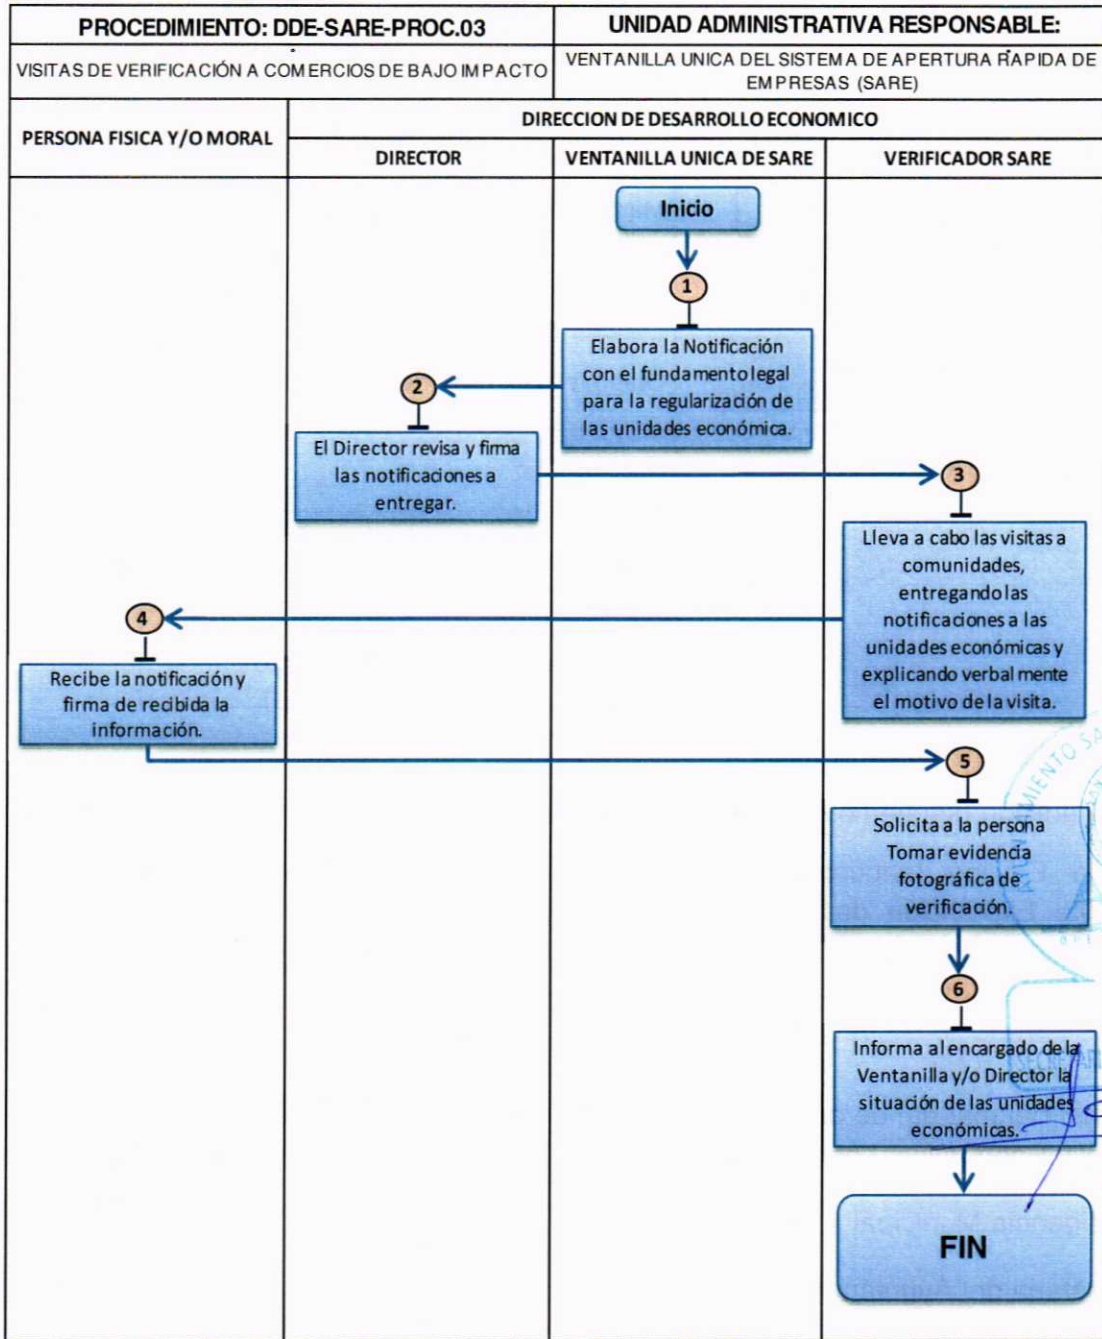 PROCEDIMIENTO: DDE-SARE-PROC.03
UNIDAD ADMINISTRATIVA RESPONSABLE:
VISITAS DE VERIFICACIÓN A COMERCIOS DE BAJO IMPACTO
VENTANILLA UNICA DEL SISTEMA DE APERTURA RAPIDA DE
EMPRESAS (SARE)
PERSONA FISICA Y/O MORAL
DIRECCION DE DESARROLLO ECONOMICO
DIRECTOR
VENTANILLA UNICA DE SARE
VERIFICADOR SARE
Inicio
1
Elabora la Notificación
con el fundamento legal
para la regularización de
las unidades económica.
2
El Director revisa y firma
las notificaciones a
entregar.
3
Lleva a cabo las visitas a
comunidades,
entregando las
notificaciones a las
unidades económicas y
explicando verbalmente
el motivo de la visita.
4
Recibe la notificación y
firma de recibida la
información.
5
Solicita a la persona
Tomar evidencia
fotográfica de
verificación.
6
Informa al encargado de la
Ventanilla y/o Director la
situación de las unidades
económicas.
FIN